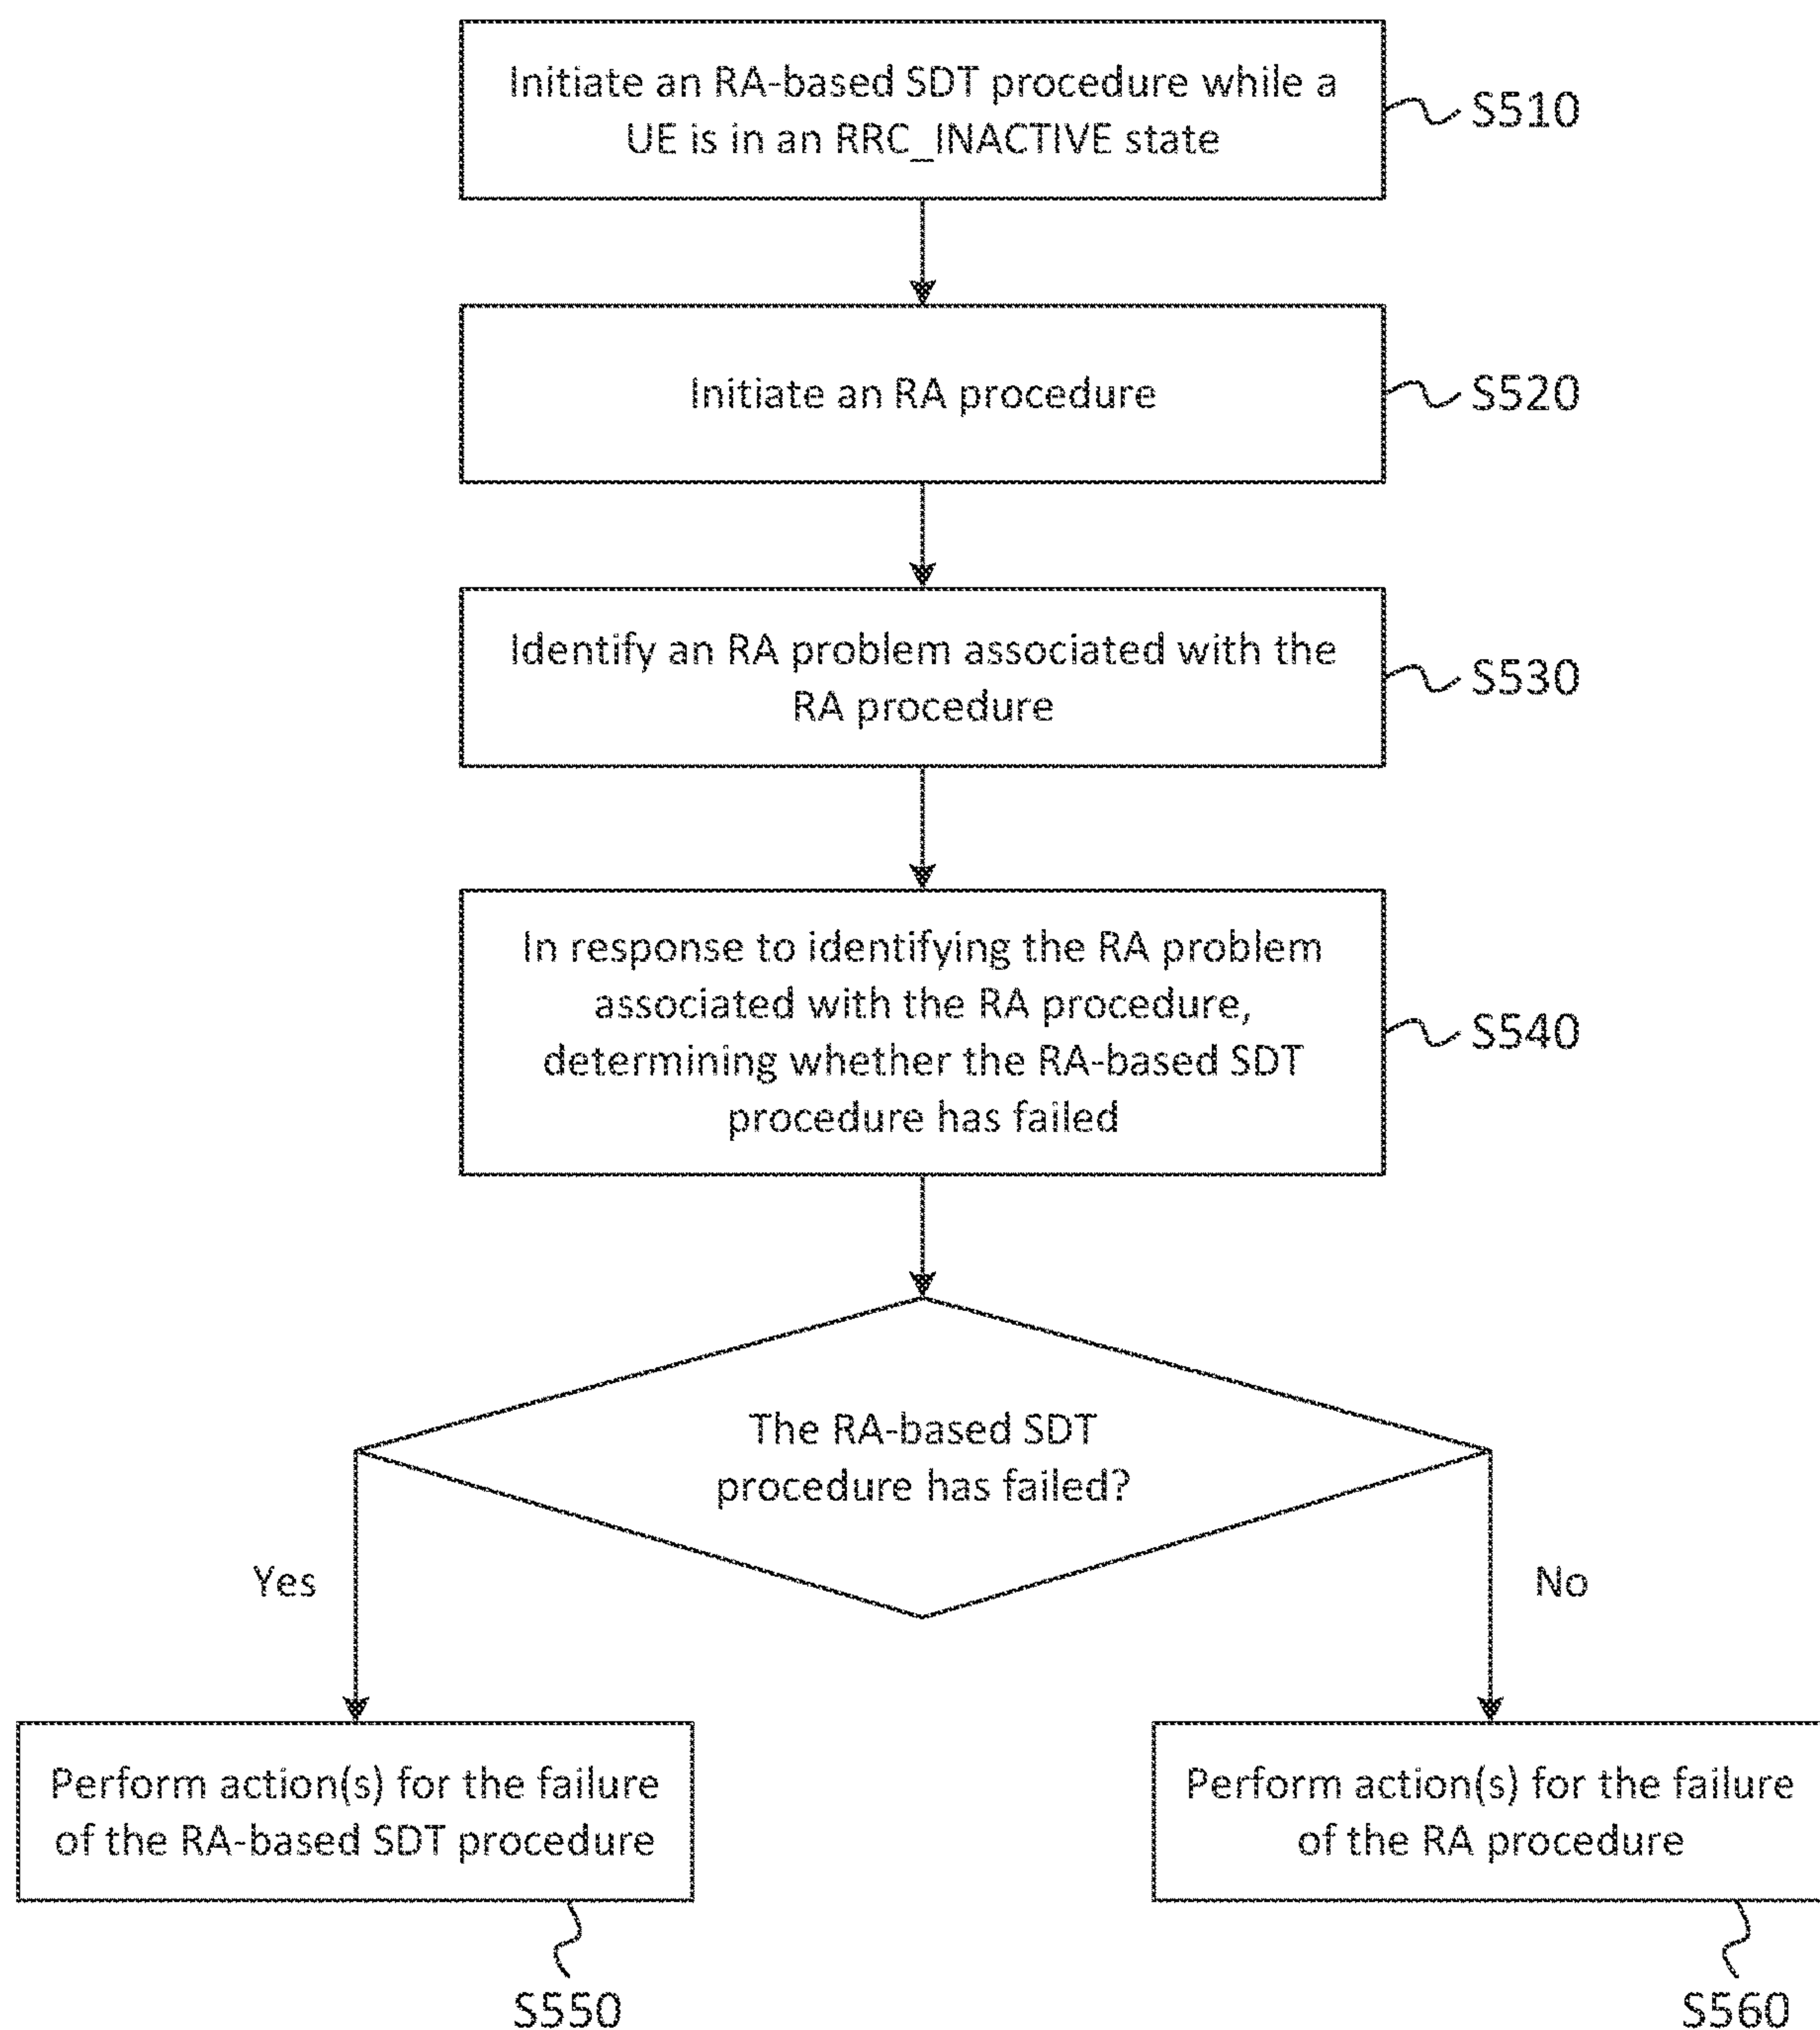 Initiate an RA-based SDT procedure while a
UE is in an RRC_INACTIVE state
S510
Initiate an RA procedure
S520
Identify an RA problem associated with the
RA procedure
S530
In response to identifying the RA problem
associated with the RA procedure,
determining whether the RA-based SDT
procedure has failed
S540
The RA-based SDT
procedure has failed?
Yes
No
Perform action(s) for the failure
of the RA-based SDT procedure
S550
Perform action(s) for the failure
of the RA procedure
S560